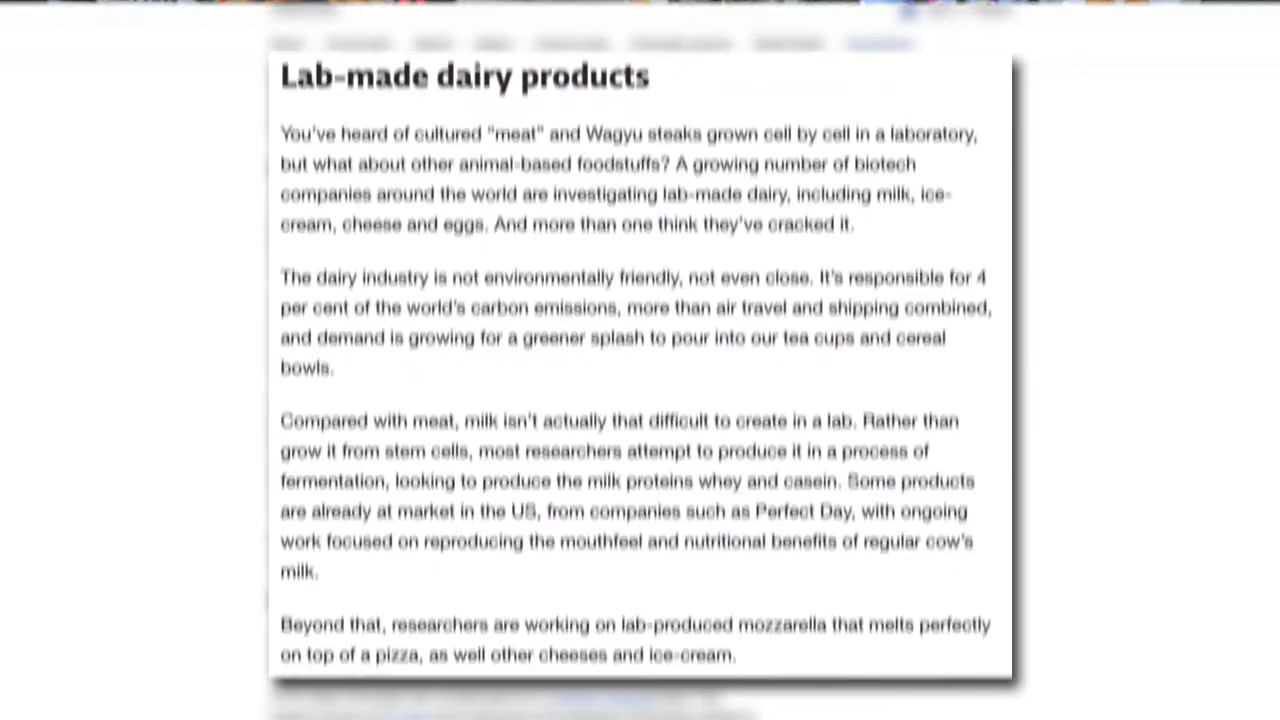 Lab-made dairy products
You've heard of cultured "meat" and Wagyu steaks grown cell by cell in a laboratory,
but what about other animal-based foodstuffs? A growing number of biotech
companies around the world are investigating lab-made dairy, including milk, ice-
cream, cheese and eggs. And more than one think they've cracked it.
The dairy industry is not environmentally friendly, not even close. It's responsible for 4
per cent of the world's carbon emissions, more than air travel and shipping combined,
and demand is growing for a greener splash to pour into our tea cups and cereal
bowls.
Compared with meat, milk isn't actually that difficult to create in a lab. Rather than
grow it from stem cells, most researchers attempt to produce it in a process of
fermentation, looking to produce the milk proteins whey and casein. Some products
are already at market in the US, from companies such as Perfect Day, with ongoing
work focused on reproducing the mouthfeel and nutritional benefits of regular cow's
milk.
Beyond that, researchers are working on lab-produced mozzarella that melts perfectly
on top of a pizza, as well other cheeses and ice-cream.